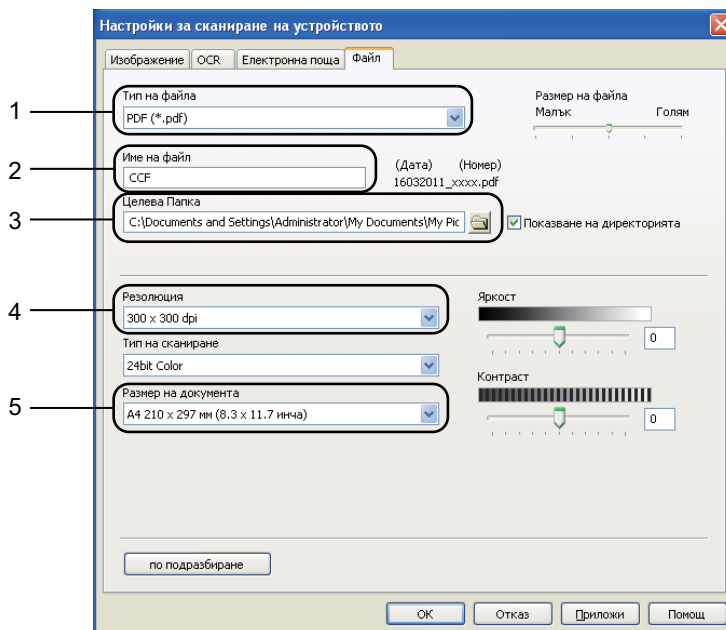 Настройки за сканиране на устройството
Изображение OCR Електронна поща Файл
1
Тип на файла
PDF (*.pdf)
Размер на файла
Малък Голям
2
Име на файл
CCF
(Дата) (Номер)
16032011_xxxx.pdf
3
Целева Папка
C:\Documents and Settings\Administrator\My Documents\My Pic
Показване на директорията
4
Резолюция
300 x 300 dpi
Яркост
0
Тип на сканиране
24bit Color
Контраст
0
5
Размер на документа
A4 210 x 297 мм (8.3 x 11.7 инча)
по подразбиране
OK Отказ Приложи Помощ